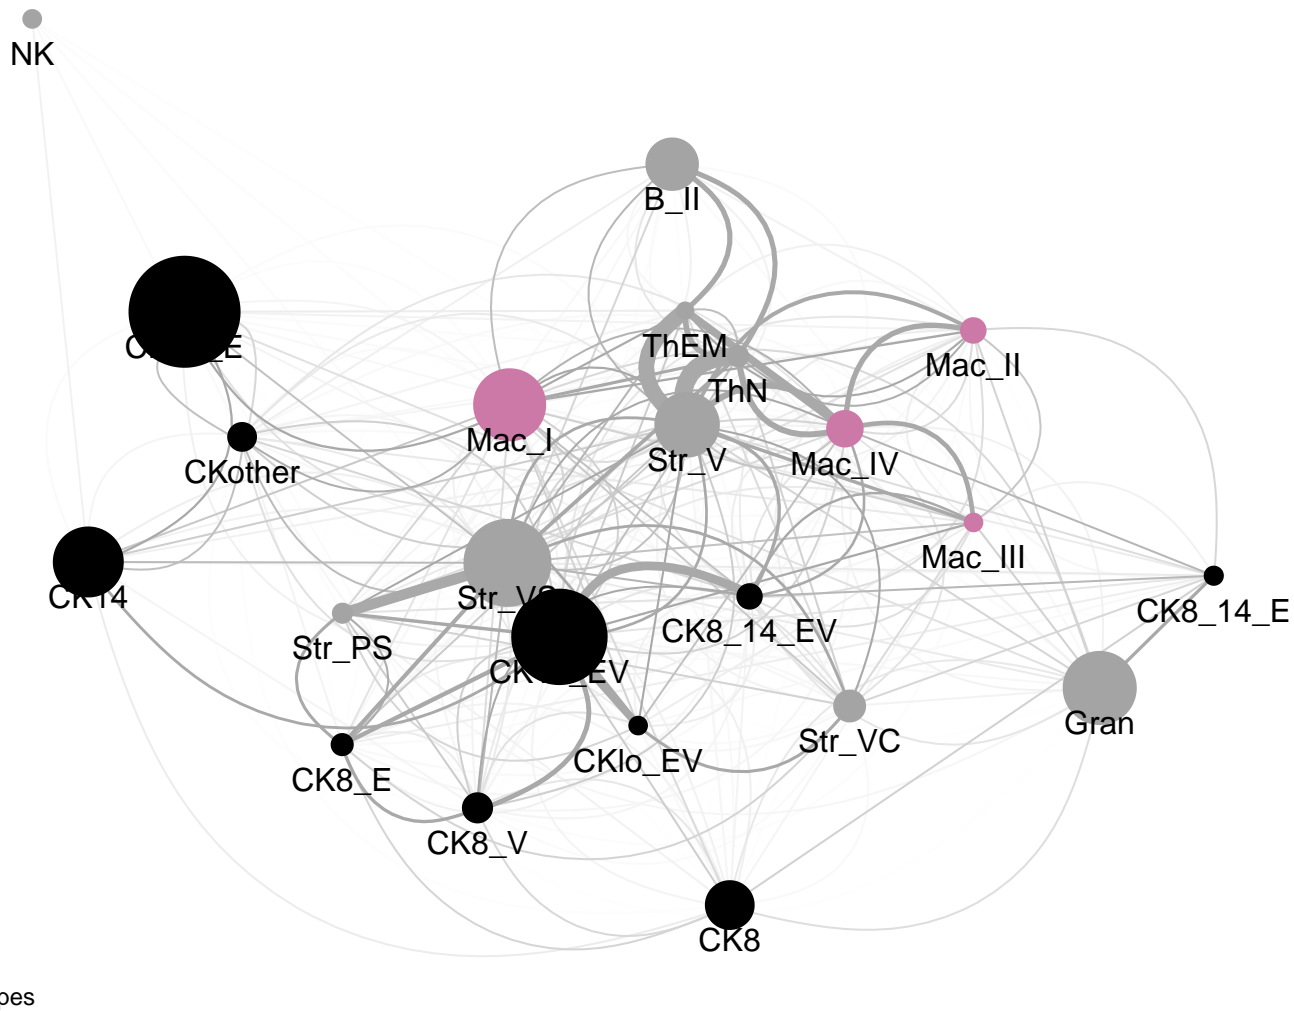 NK
B_II
ThEM
Mac_II
ThN
Mac_I
Str_V
Mac_IV
CKother
Mac_III
CK14
CK8_14_E
Str_PS
CK8_14_EV
Gran
Str_VC
CKlo_EV
CK8_E
CK8_V
CK8